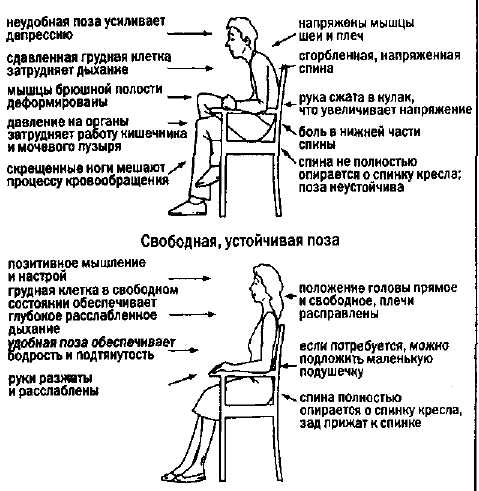 неудобная поза усиливает
депрессию
сдавленная грудная клетка
затрудняет дыхание
мышцы брюшной полости
деформированы
давление на органы
затрудняет работу кишечника
и мочевого пузыря
скрещенные ноги мешают
процессу кровообращения
напряжены мышцы
шеи и плеч
сгорбленная, напряженная
спина
рука сжата в кулак,
что увеличивает напряжение
боль в нижней части
спины
спина не полностью
опирается о спинку кресла;
поза неустойчива
Свободная, устойчивая поза
позитивное мышление
и настрой
грудная клетка в свободном
состоянии обеспечивает
глубокое расслабленное
дыхание
удобная поза обеспечивает
бодрость и подтянутость
руки разжаты
и расслаблены
положение головы прямое
и свободное, плечи
расправлены
если потребуется, можно
подложить маленькую
подушечку
спина полностью
опирается о спинку кресла,
зад прижат к спинке